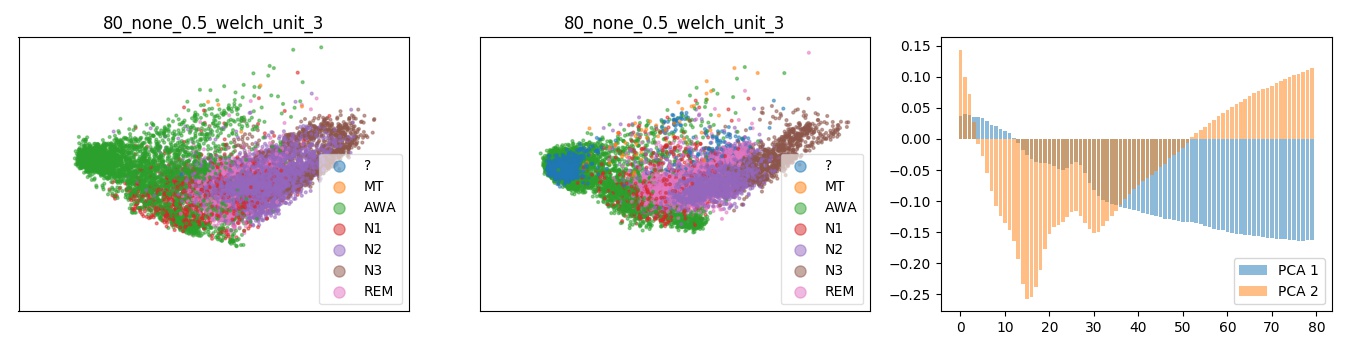 80_none_0.5_welch_unit_3
?
MT
AWA
N1
N2
N3
REM
80_none_0.5_welch_unit_3
?
MT
AWA
N1
N2
N3
REM
0.15
0.10
0.05
0.00
−0.05
−0.10
−0.15
−0.20
−0.25
PCA 1
PCA 2
0 10 20 30 40 50 60 70 80